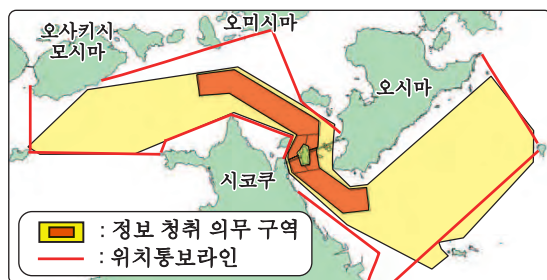 오사키시
모시마
오미시마
오시마
시코쿠
: 정보 청취 의무 구역
: 위치통보라인